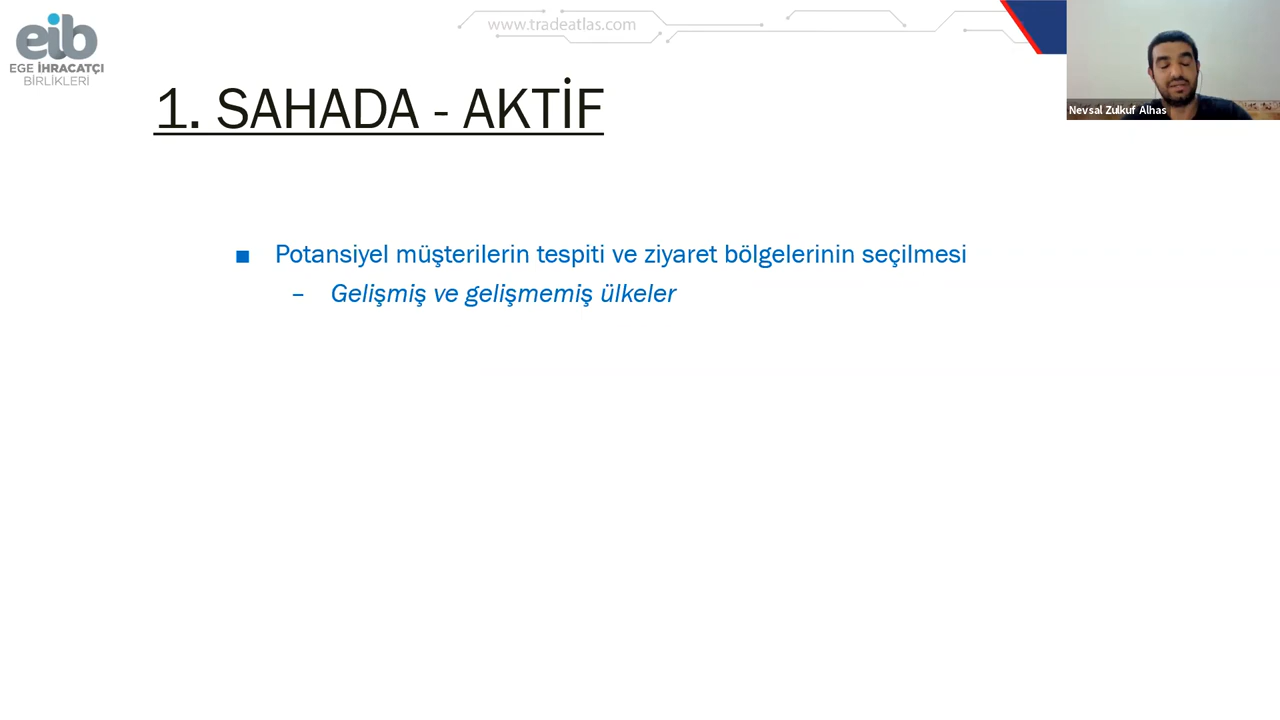 www.tradeatlas.com
eib
EGE İHRACATÇI
BİRLİKLERİ
Nevsal Zulkuf Alhas
1. SAHADA - AKTİF
■ Potansiyel müşterilerin tespiti ve ziyaret bölgelerinin seçilmesi
– Gelişmiş ve gelişmemiş ülkeler